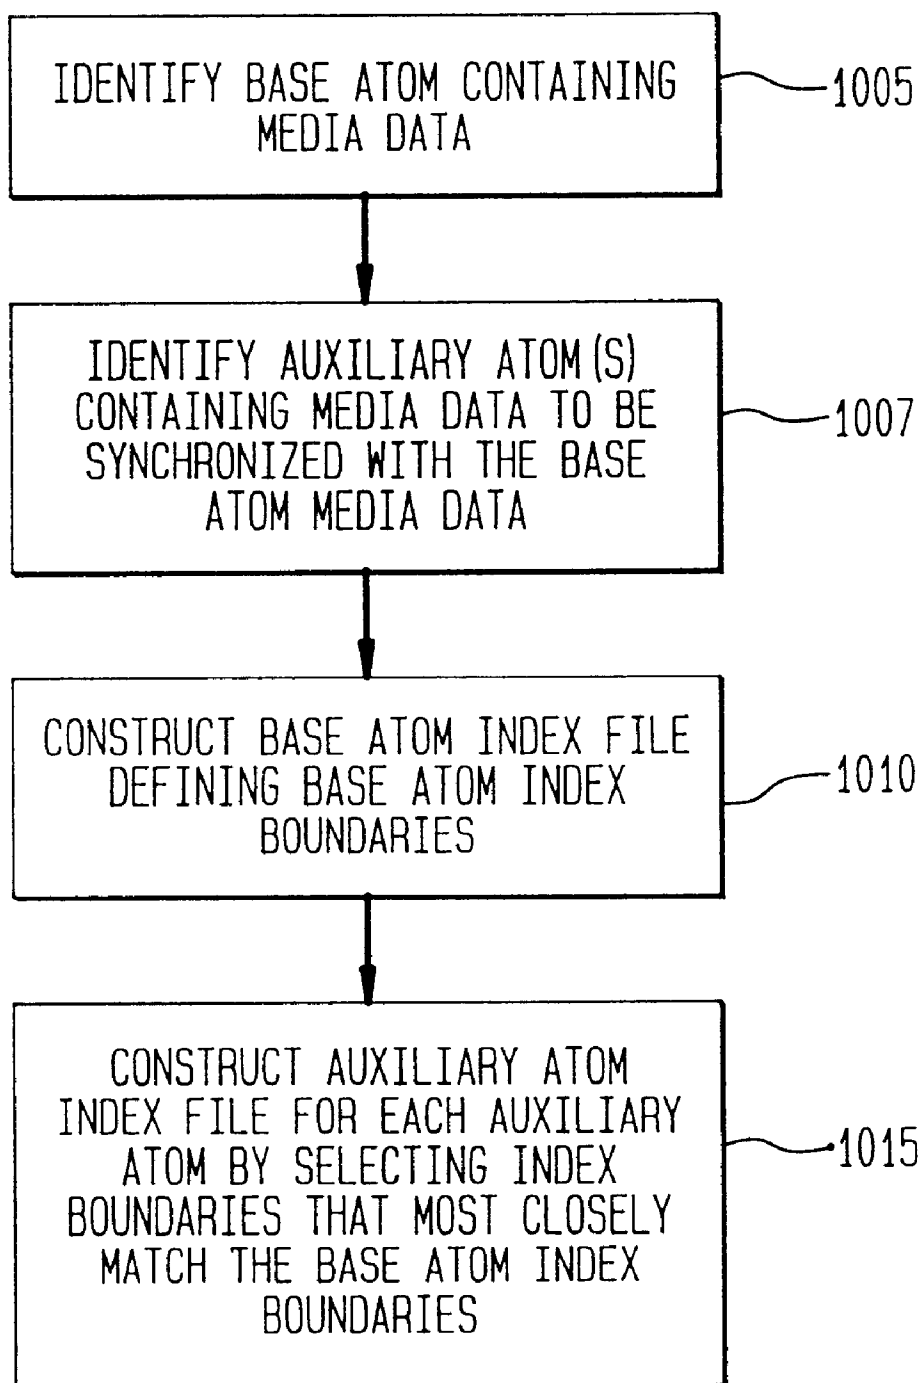 IDENTIFY BASE ATOM CONTAINING
MEDIA DATA
1005
IDENTIFY AUXILIARY ATOM(S)
CONTAINING MEDIA DATA TO BE
SYNCHRONIZED WITH THE BASE
ATOM MEDIA DATA
1007
CONSTRUCT BASE ATOM INDEX FILE
DEFINING BASE ATOM INDEX
BOUNDARIES
1010
CONSTRUCT AUXILIARY ATOM
INDEX FILE FOR EACH AUXILIARY
ATOM BY SELECTING INDEX
BOUNDARIES THAT MOST CLOSELY
MATCH THE BASE ATOM INDEX
BOUNDARIES
1015